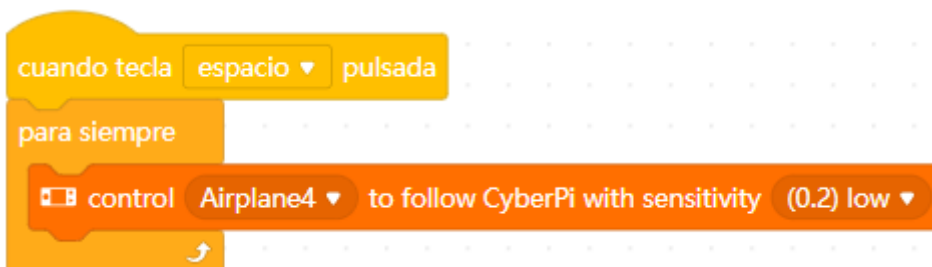 cuando tecla espacio pulsada
para siempre
control Airplane4 to follow CyberPi with sensitivity (0.2) low